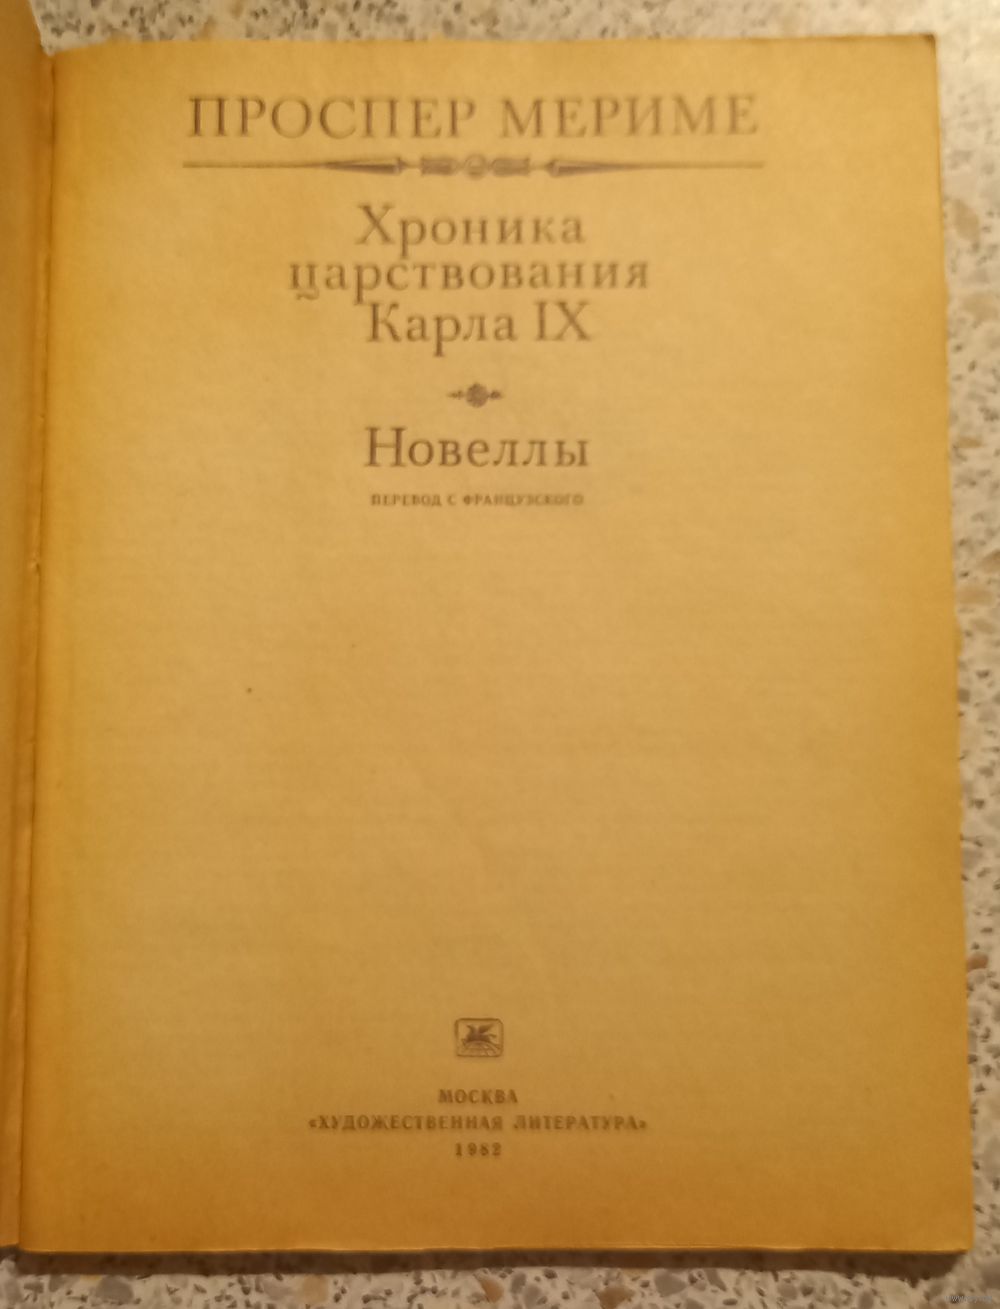 ПРОСПЕР МЕРИМЕ
Хроника
царствования
Карла IX
Новеллы
ПЕРЕВОД С ФРАНЦУЗСКОГО
МОСКВА
«ХУДОЖЕСТВЕННАЯ ЛИТЕРАТУРА»
1982